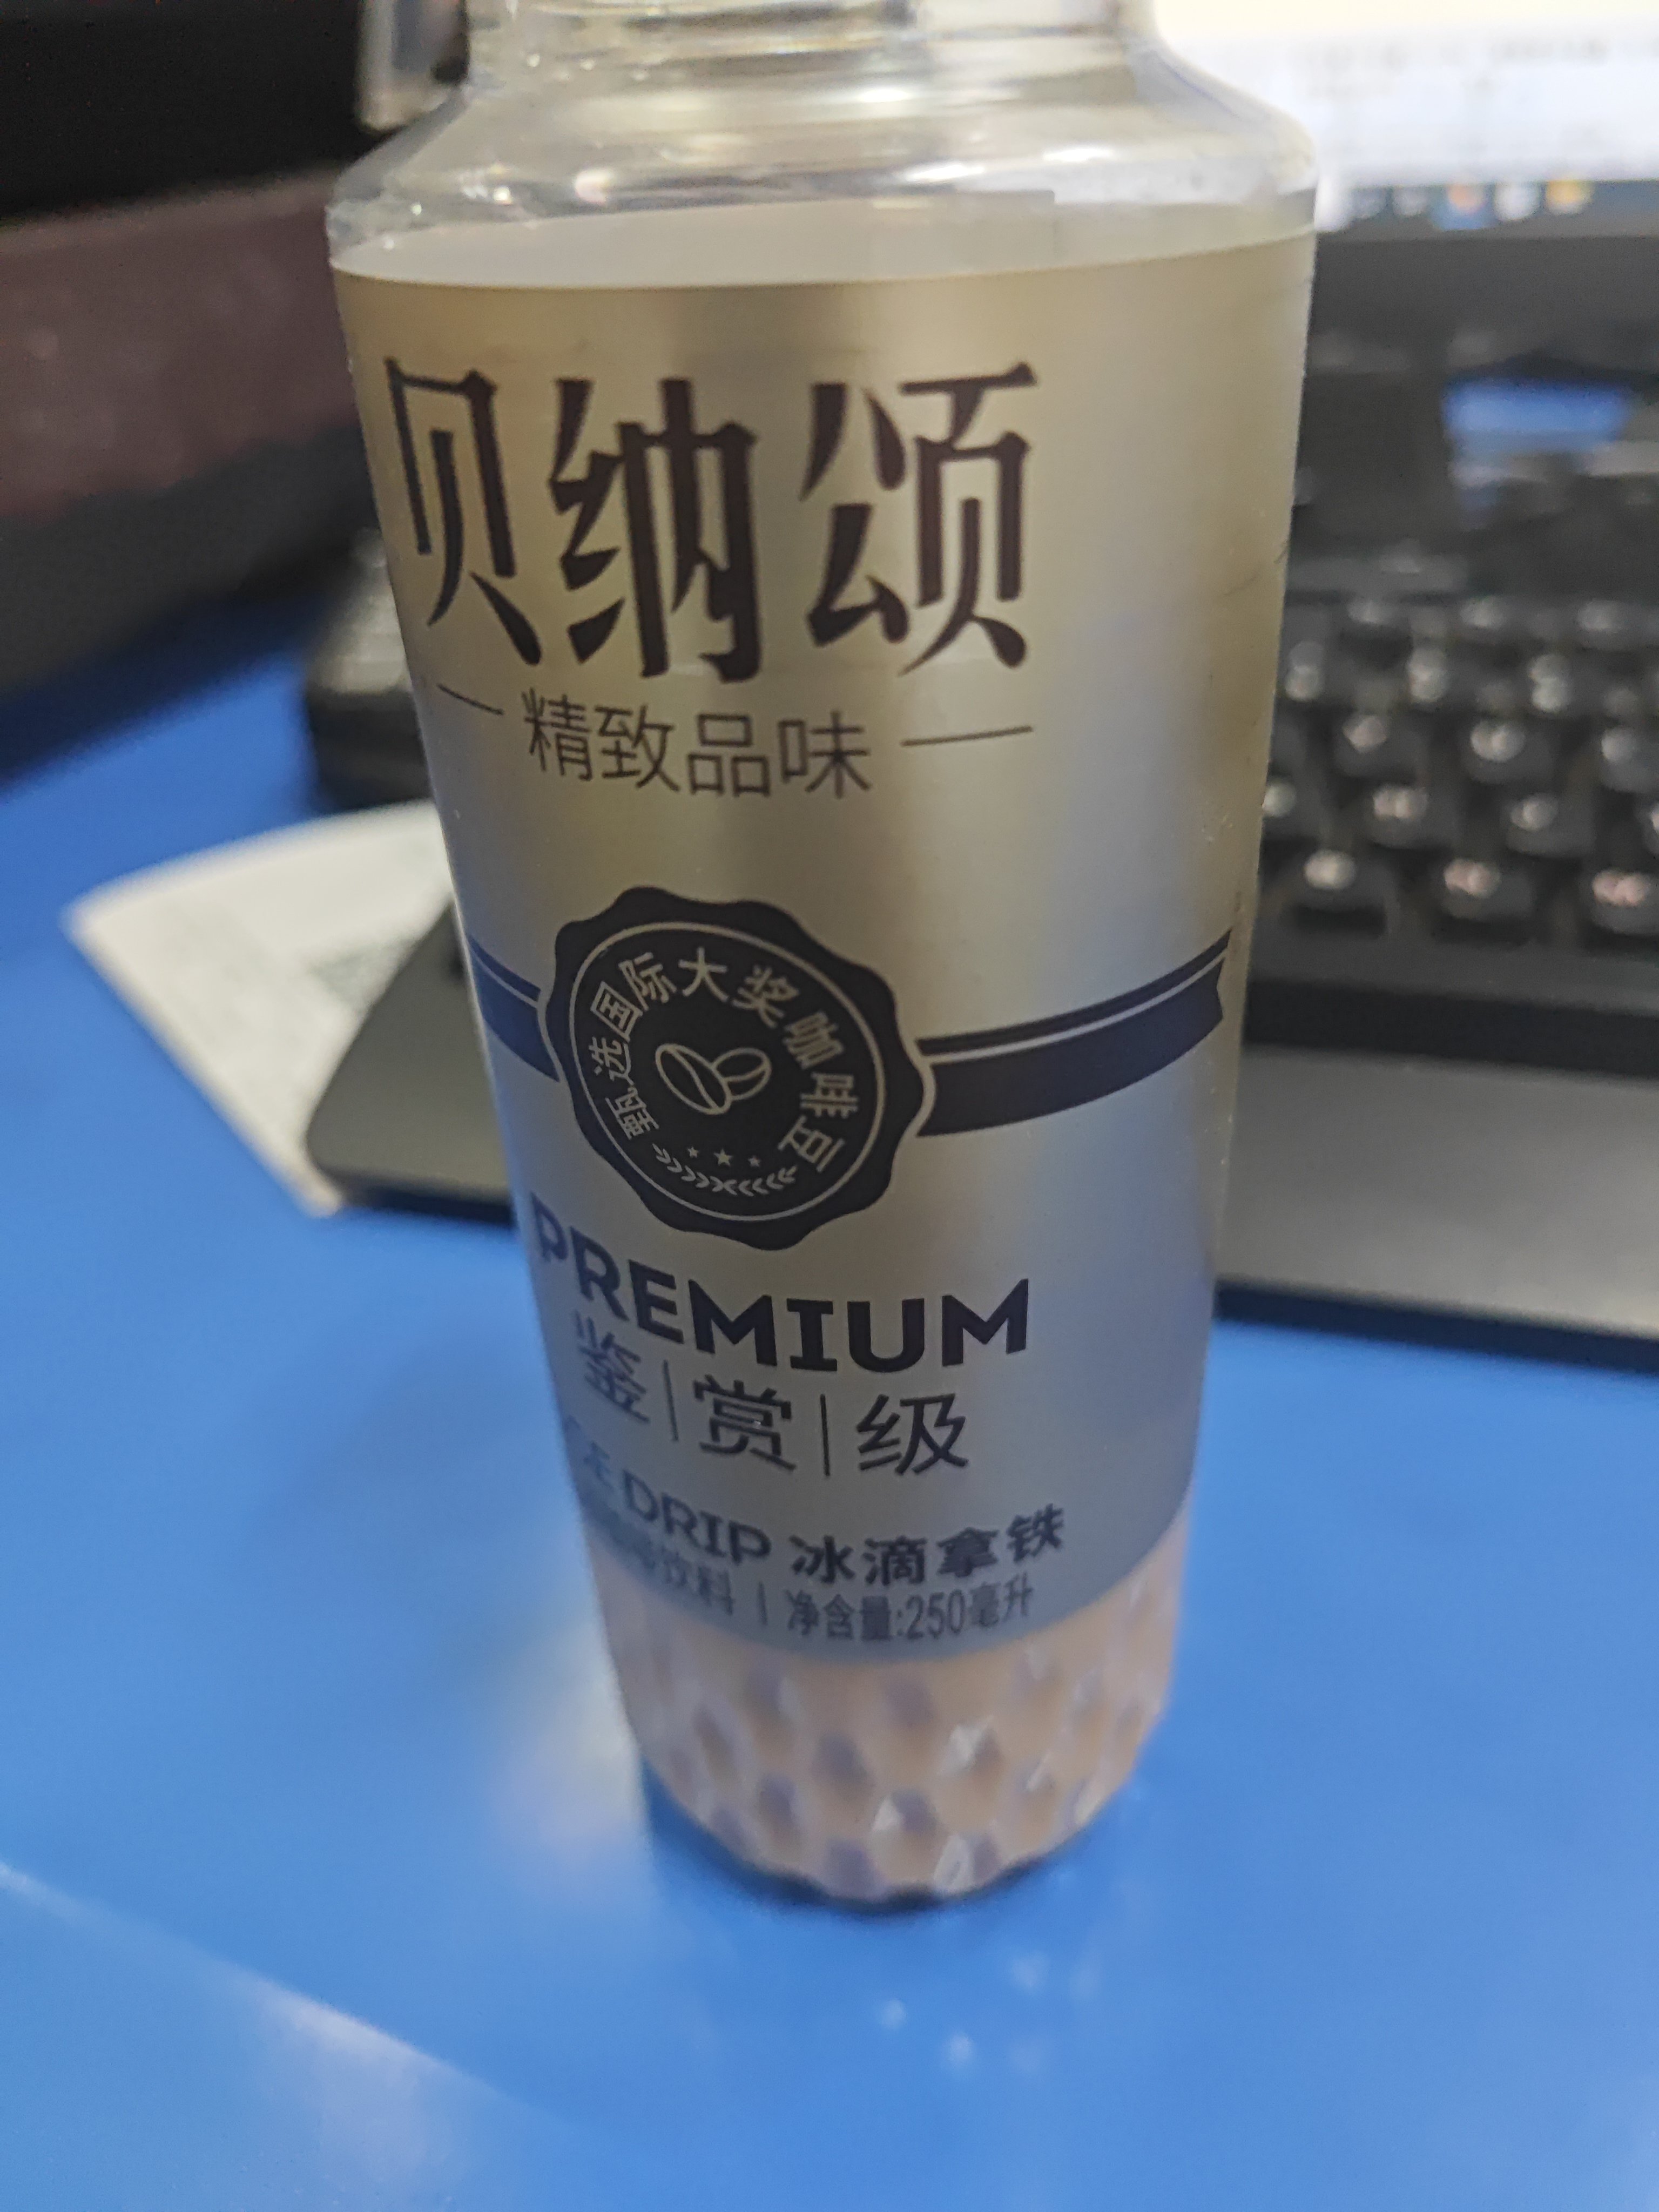 贝纳颂
精致品味
甄选国际大奖咖啡豆
PREMIUM
鉴|赏|级
DRIP 冰滴拿铁
饮料 | 净含量:250毫升